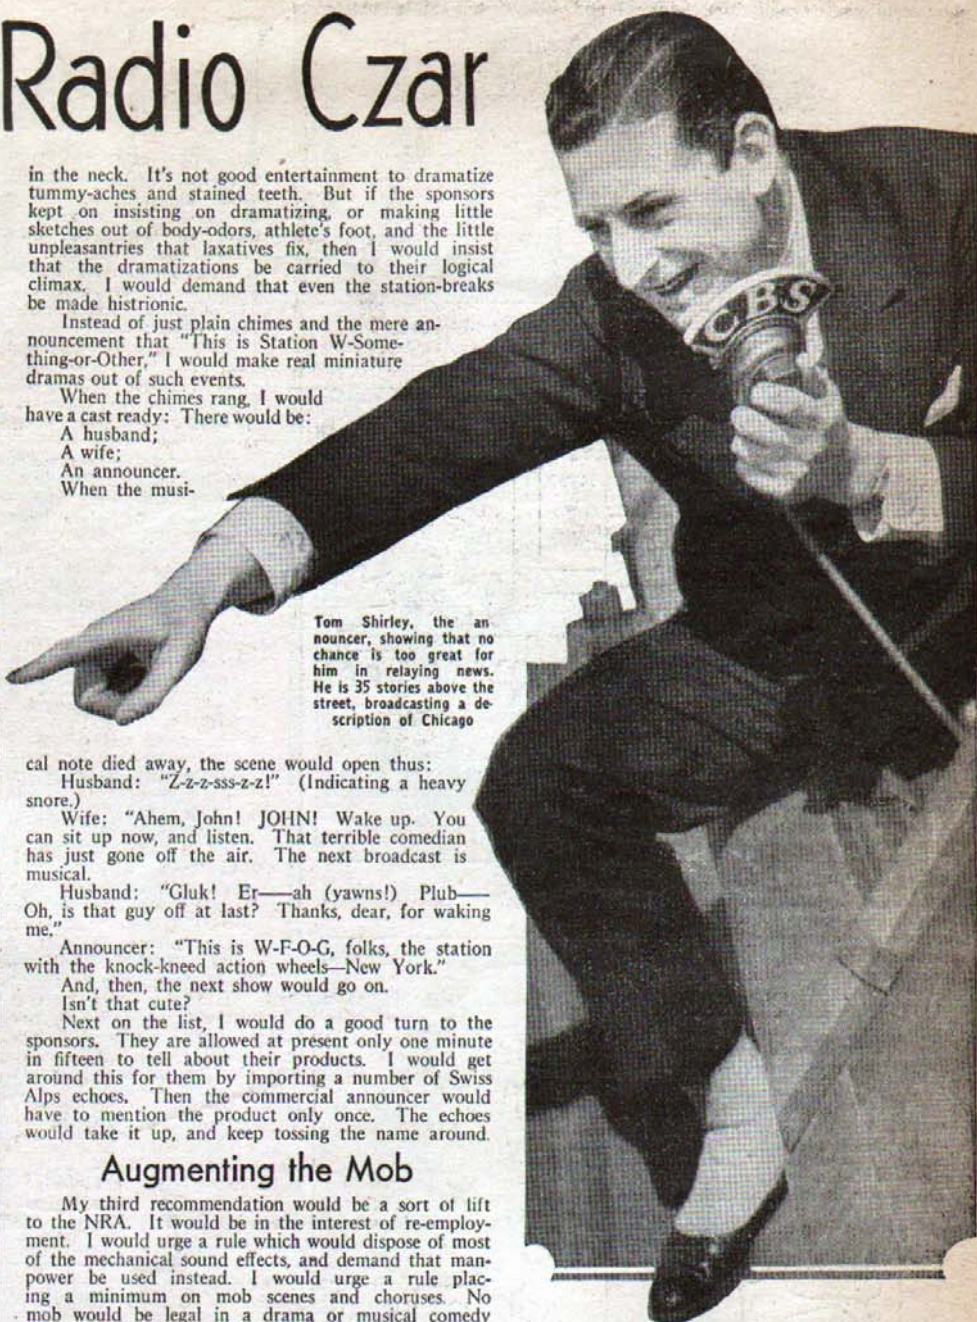 Radio Czar
in the neck. It's not good entertainment to dramatize
tummy-aches and stained teeth. But if the sponsors
kept on insisting on dramatizing, or making little
sketches out of body-odors, athlete's foot, and the little
unpleasantries that laxatives fix, then I would insist
that the dramatizations be carried to their logical
climax. I would demand that even the station-breaks
be made histrionic.
Instead of just plain chimes and the mere an-
nouncement that "This is Station W-Some-
thing-or-Other," I would make real miniature
dramas out of such events.
When the chimes rang, I would
have a cast ready: There would be:
A husband;
A wife;
An announcer.
When the musi-
cal note died away, the scene would open thus:
Husband: "Z-z-z-sss-z-z!" (Indicating a heavy
snore.)
Wife: "Ahem, John! JOHN! Wake up. You
can sit up now, and listen. That terrible comedian
has just gone off the air. The next broadcast is
musical.
Husband: "Gluk! Er——ah (yawns!) Plub——
Oh, is that guy off at last? Thanks, dear, for waking
me."
Announcer: "This is W-F-O-G, folks, the station
with the knock-kneed action wheels—New York."
And, then, the next show would go on.
Isn't that cute?
Next on the list, I would do a good turn to the
sponsors. They are allowed at present only one minute
in fifteen to tell about their products. I would get
around this for them by importing a number of Swiss
Alps echoes. Then the commercial announcer would
have to mention the product only once. The echoes
would take it up, and keep tossing the name around.
Augmenting the Mob
My third recommendation would be a sort of lift
to the NRA. It would be in the interest of re-employ-
ment. I would urge a rule which would dispose of most
of the mechanical sound effects, and demand that man-
power be used instead. I would urge a rule plac-
ing a minimum on mob scenes and choruses. No
mob would be legal in a drama or musical comedy
CBS
Tom Shirley, the an
nouncer, showing that no
chance is too great for
him in relaying news.
He is 35 stories above the
street, broadcasting a de-
scription of Chicago